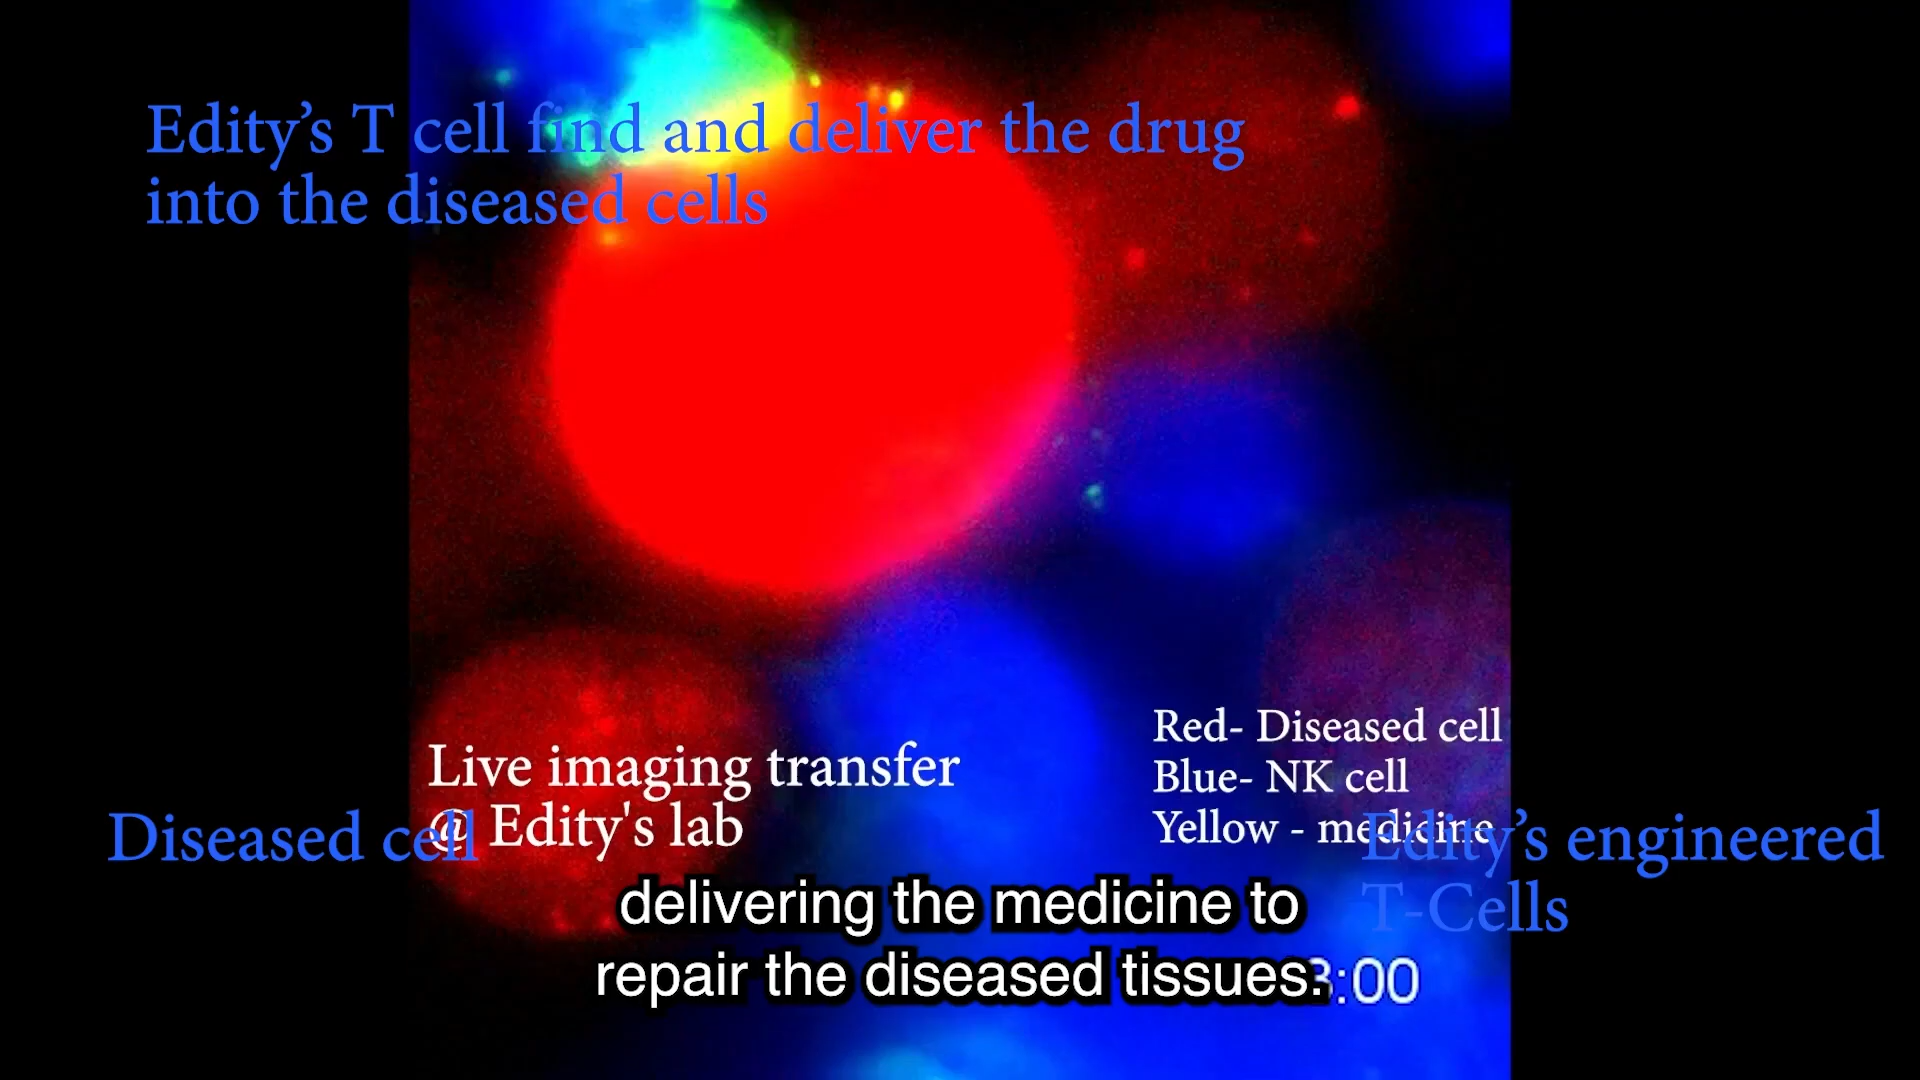 Edity’s T cell find and deliver the drug
into the diseased cells
Red- Diseased cell
Blue- NK cell
Yellow - medicine
Live imaging transfer
@ Edity's lab
Diseased cell
Edity’s engineered
T-Cells
delivering the medicine to
repair the diseased tissues.
:00